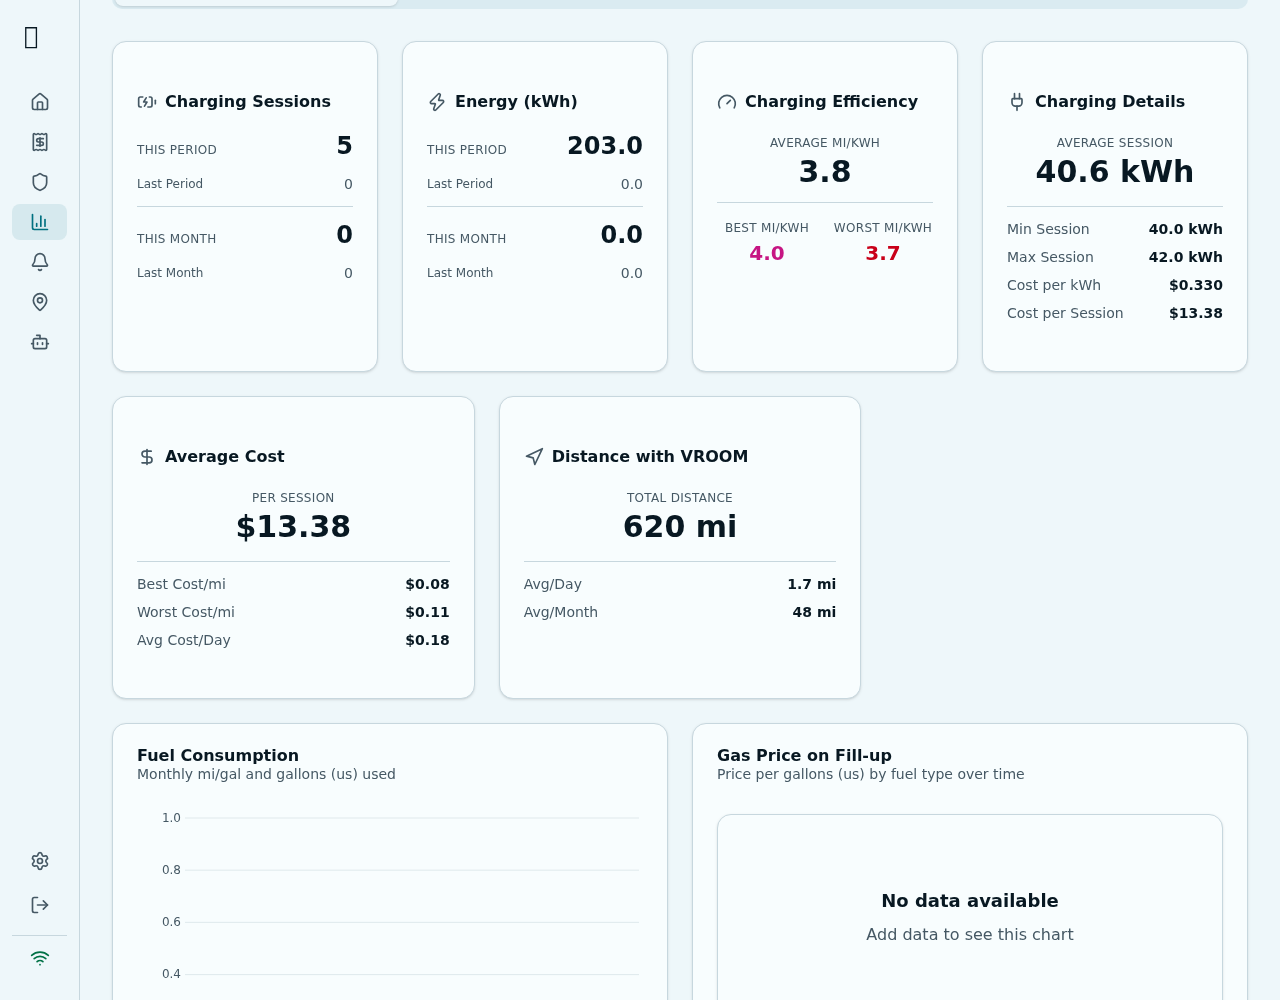 Charging Sessions
THIS PERIOD 5
Last Period 0
THIS MONTH 0
Last Month 0
Energy (kWh)
THIS PERIOD 203.0
Last Period 0.0
THIS MONTH 0.0
Last Month 0.0
Charging Efficiency
AVERAGE MI/KWH
3.8
BEST MI/KWH WORST MI/KWH
4.0 3.7
Charging Details
AVERAGE SESSION
40.6 kWh
Min Session 40.0 kWh
Max Session 42.0 kWh
Cost per kWh $0.330
Cost per Session $13.38
Average Cost
PER SESSION
$13.38
Best Cost/mi $0.08
Worst Cost/mi $0.11
Avg Cost/Day $0.18
Distance with VROOM
TOTAL DISTANCE
620 mi
Avg/Day 1.7 mi
Avg/Month 48 mi
Fuel Consumption
Monthly mi/gal and gallons (us) used
1.0
0.8
0.6
0.4
Gas Price on Fill-up
Price per gallons (us) by fuel type over time
No data available
Add data to see this chart